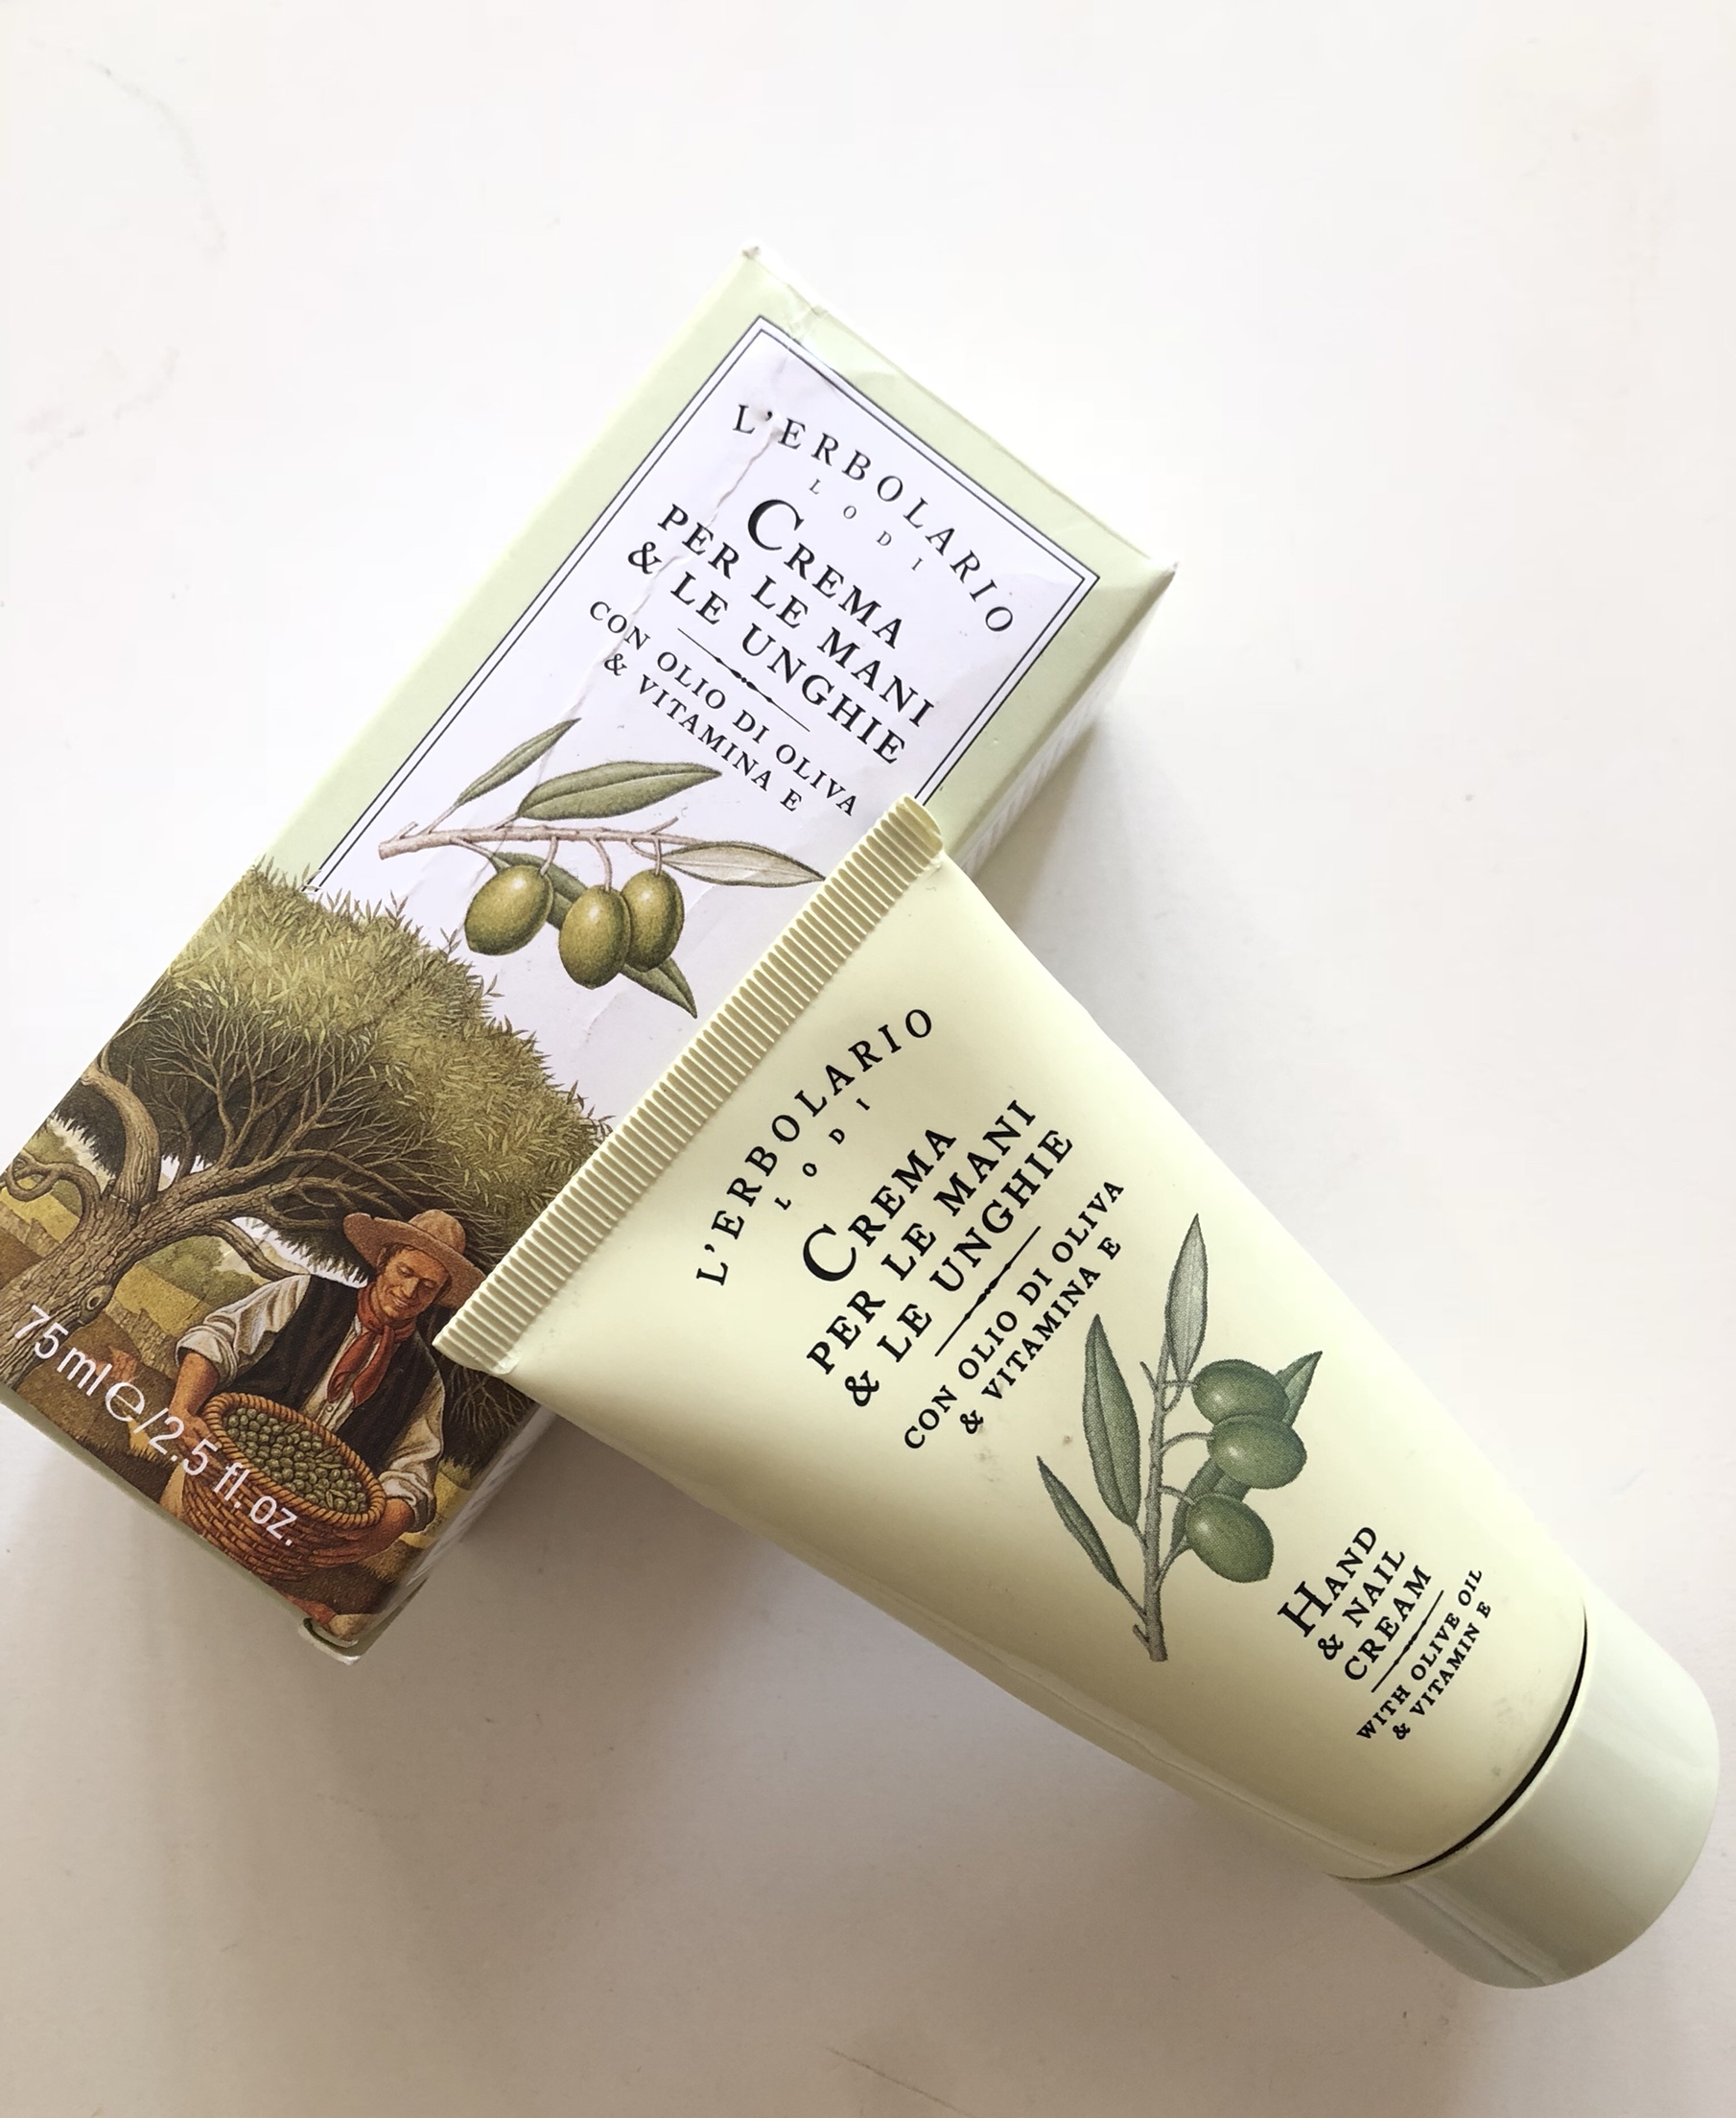 L'ERBOLARIO
LODI
CREMA
PER LE MANI
& LE UNGHIE
CON OLIO DI OLIVA
& VITAMINA E
75 ml ℮/2.5 fl. oz.
L'ERBOLARIO
LODI
CREMA
PER LE MANI
& LE UNGHIE
CON OLIO DI OLIVA
& VITAMINA E
HAND
& NAIL
CREAM
WITH OLIVE OIL
& VITAMIN E